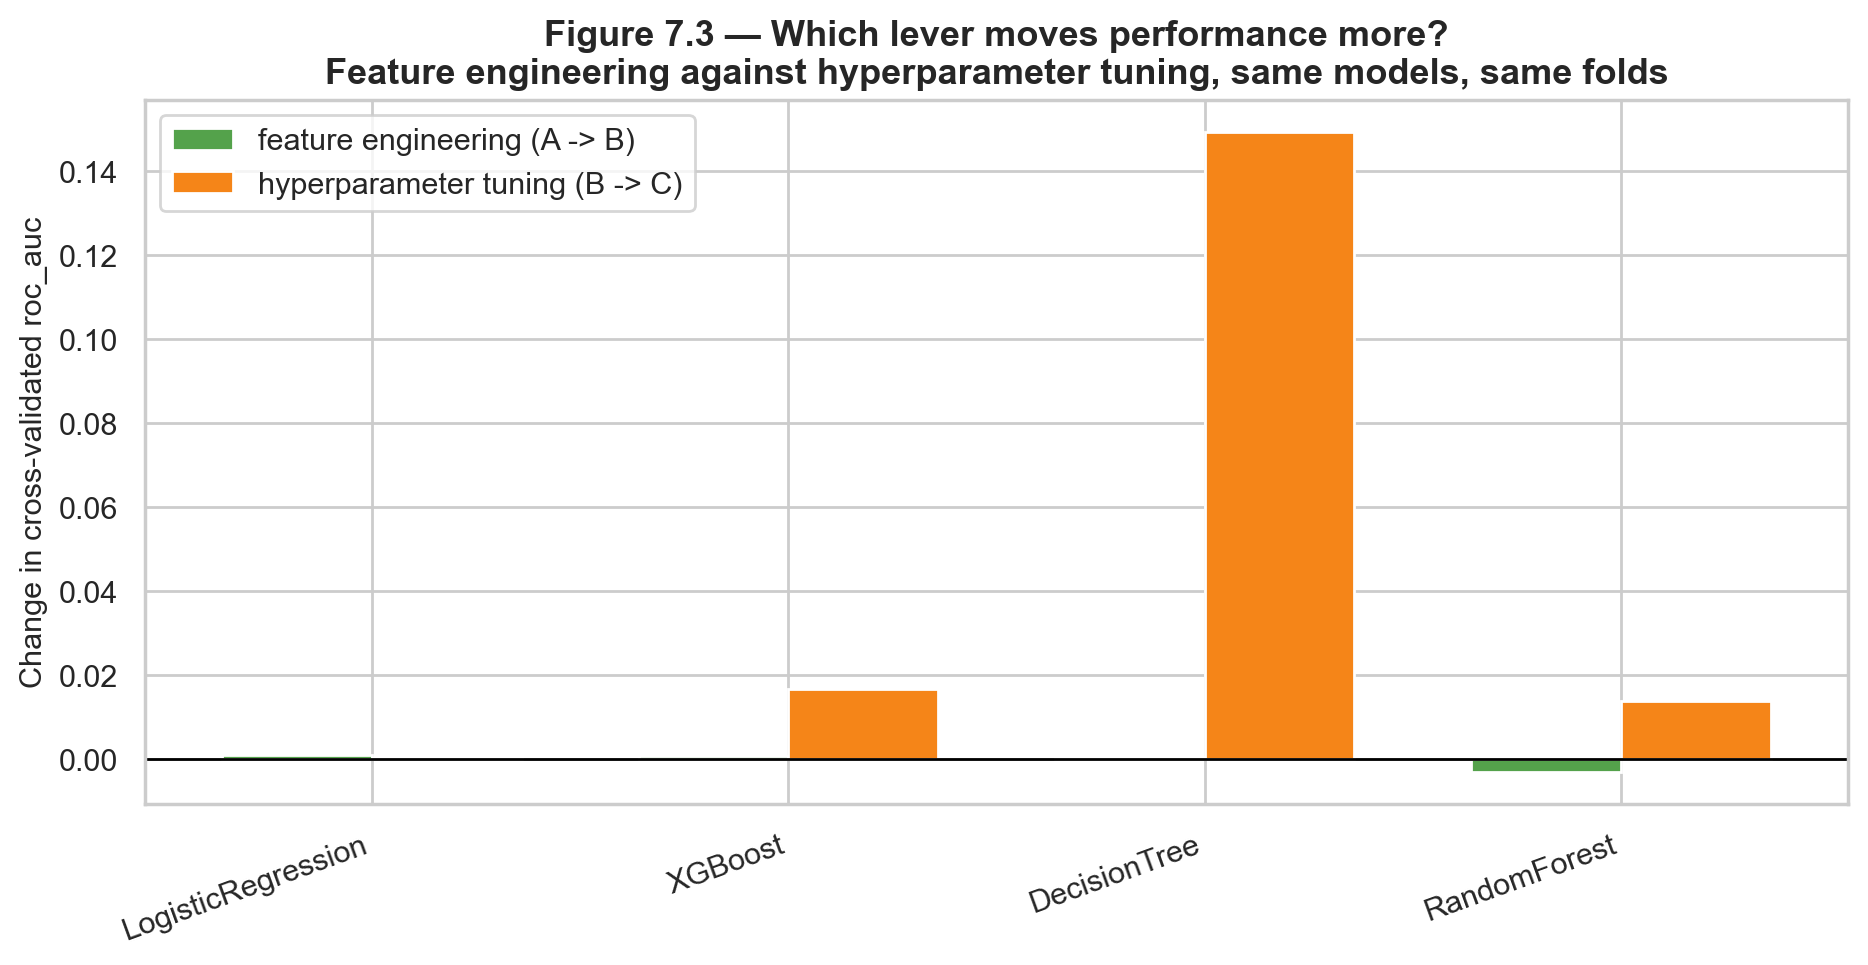 Figure 7.3 — Which lever moves performance more?
Feature engineering against hyperparameter tuning, same models, same folds
feature engineering (A -> B)
hyperparameter tuning (B -> C)
Change in cross-validated roc_auc
0.14
0.12
0.10
0.08
0.06
0.04
0.02
0.00
LogisticRegression
XGBoost
DecisionTree
RandomForest